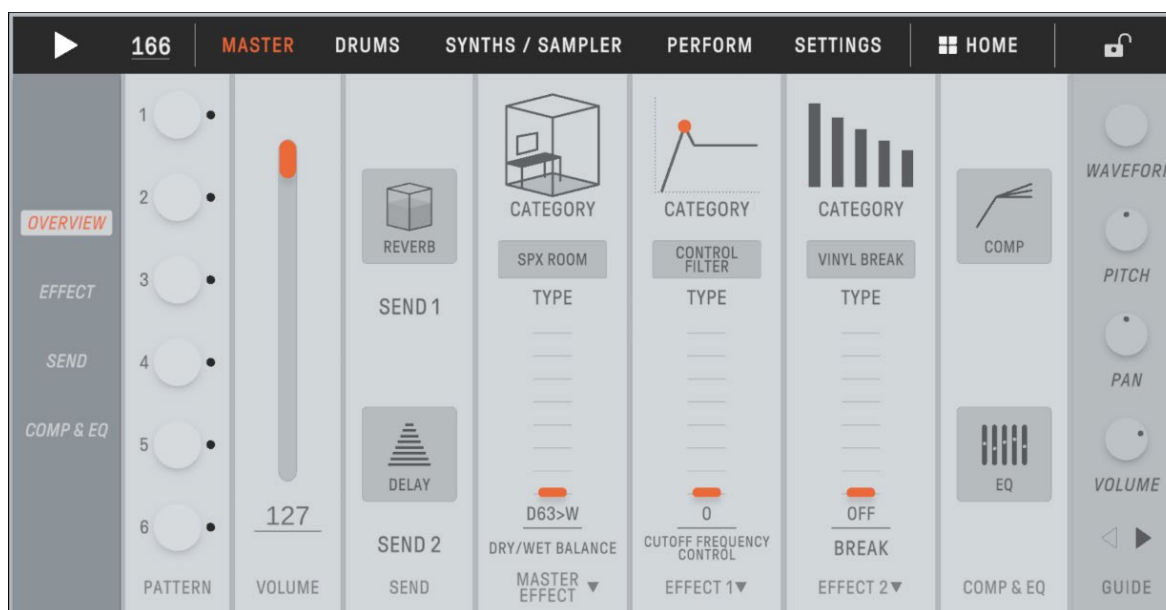 166 MASTER DRUMS SYNTHS / SAMPLER PERFORM SETTINGS HOME
OVERVIEW
EFFECT
SEND
COMP & EQ
1
2
3
4
5
6
PATTERN
127
VOLUME
REVERB
SEND 1
DELAY
SEND 2
SEND
CATEGORY
SPX ROOM
TYPE
D63>W
DRY/WET BALANCE
MASTER
EFFECT
CATEGORY
CONTROL
FILTER
TYPE
0
CUTOFF FREQUENCY
CONTROL
EFFECT 1
CATEGORY
VINYL BREAK
TYPE
OFF
BREAK
EFFECT 2
COMP
EQ
COMP & EQ
WAVEFORM
PITCH
PAN
VOLUME
GUIDE